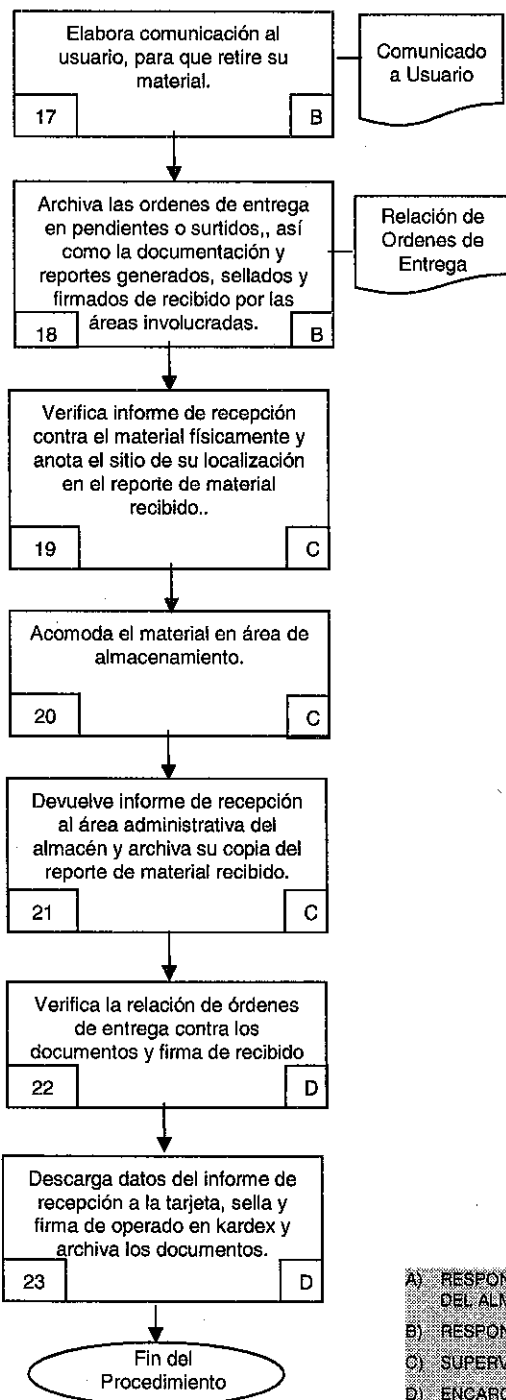 Elabora comunicación al
usuario, para que retire su
material.
17
B
Comunicado
a Usuario
Archiva las ordenes de entrega
en pendientes o surtidos,, así
como la documentación y
reportes generados, sellados y
firmados de recibido por las
áreas involucradas.
18
B
Relación de
Ordenes de
Entrega
Verifica informe de recepción
contra el material físicamente y
anota el sitio de su localización
en el reporte de material
recibido..
19
C
Acomoda el material en área de
almacenamiento.
20
C
Devuelve informe de recepción
al área administrativa del
almacén y archiva su copia del
reporte de material recibido.
21
C
Verifica la relación de órdenes
de entrega contra los
documentos y firma de recibido
22
D
Descarga datos del informe de
recepción a la tarjeta, sella y
firma de operado en kardex y
archiva los documentos.
23
D
Fin del
Procedimiento
A)
DEL
B)
C)
D)